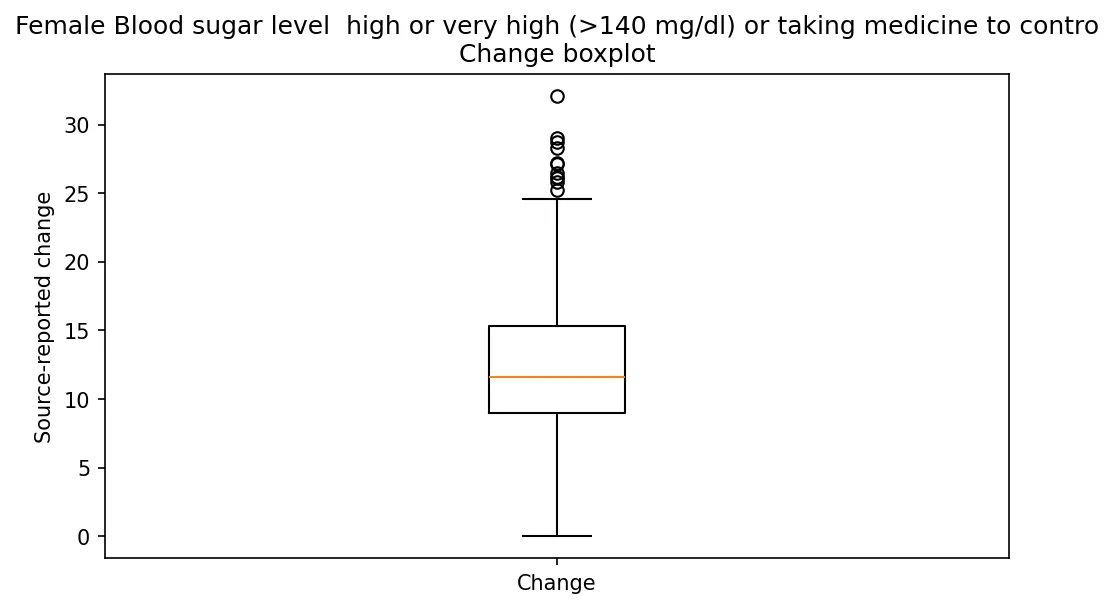 Female Blood sugar level  high or very high (>140 mg/dl) or taking medicine to contro
Change boxplot
Source-reported change
30
25
20
15
10
5
0
Change